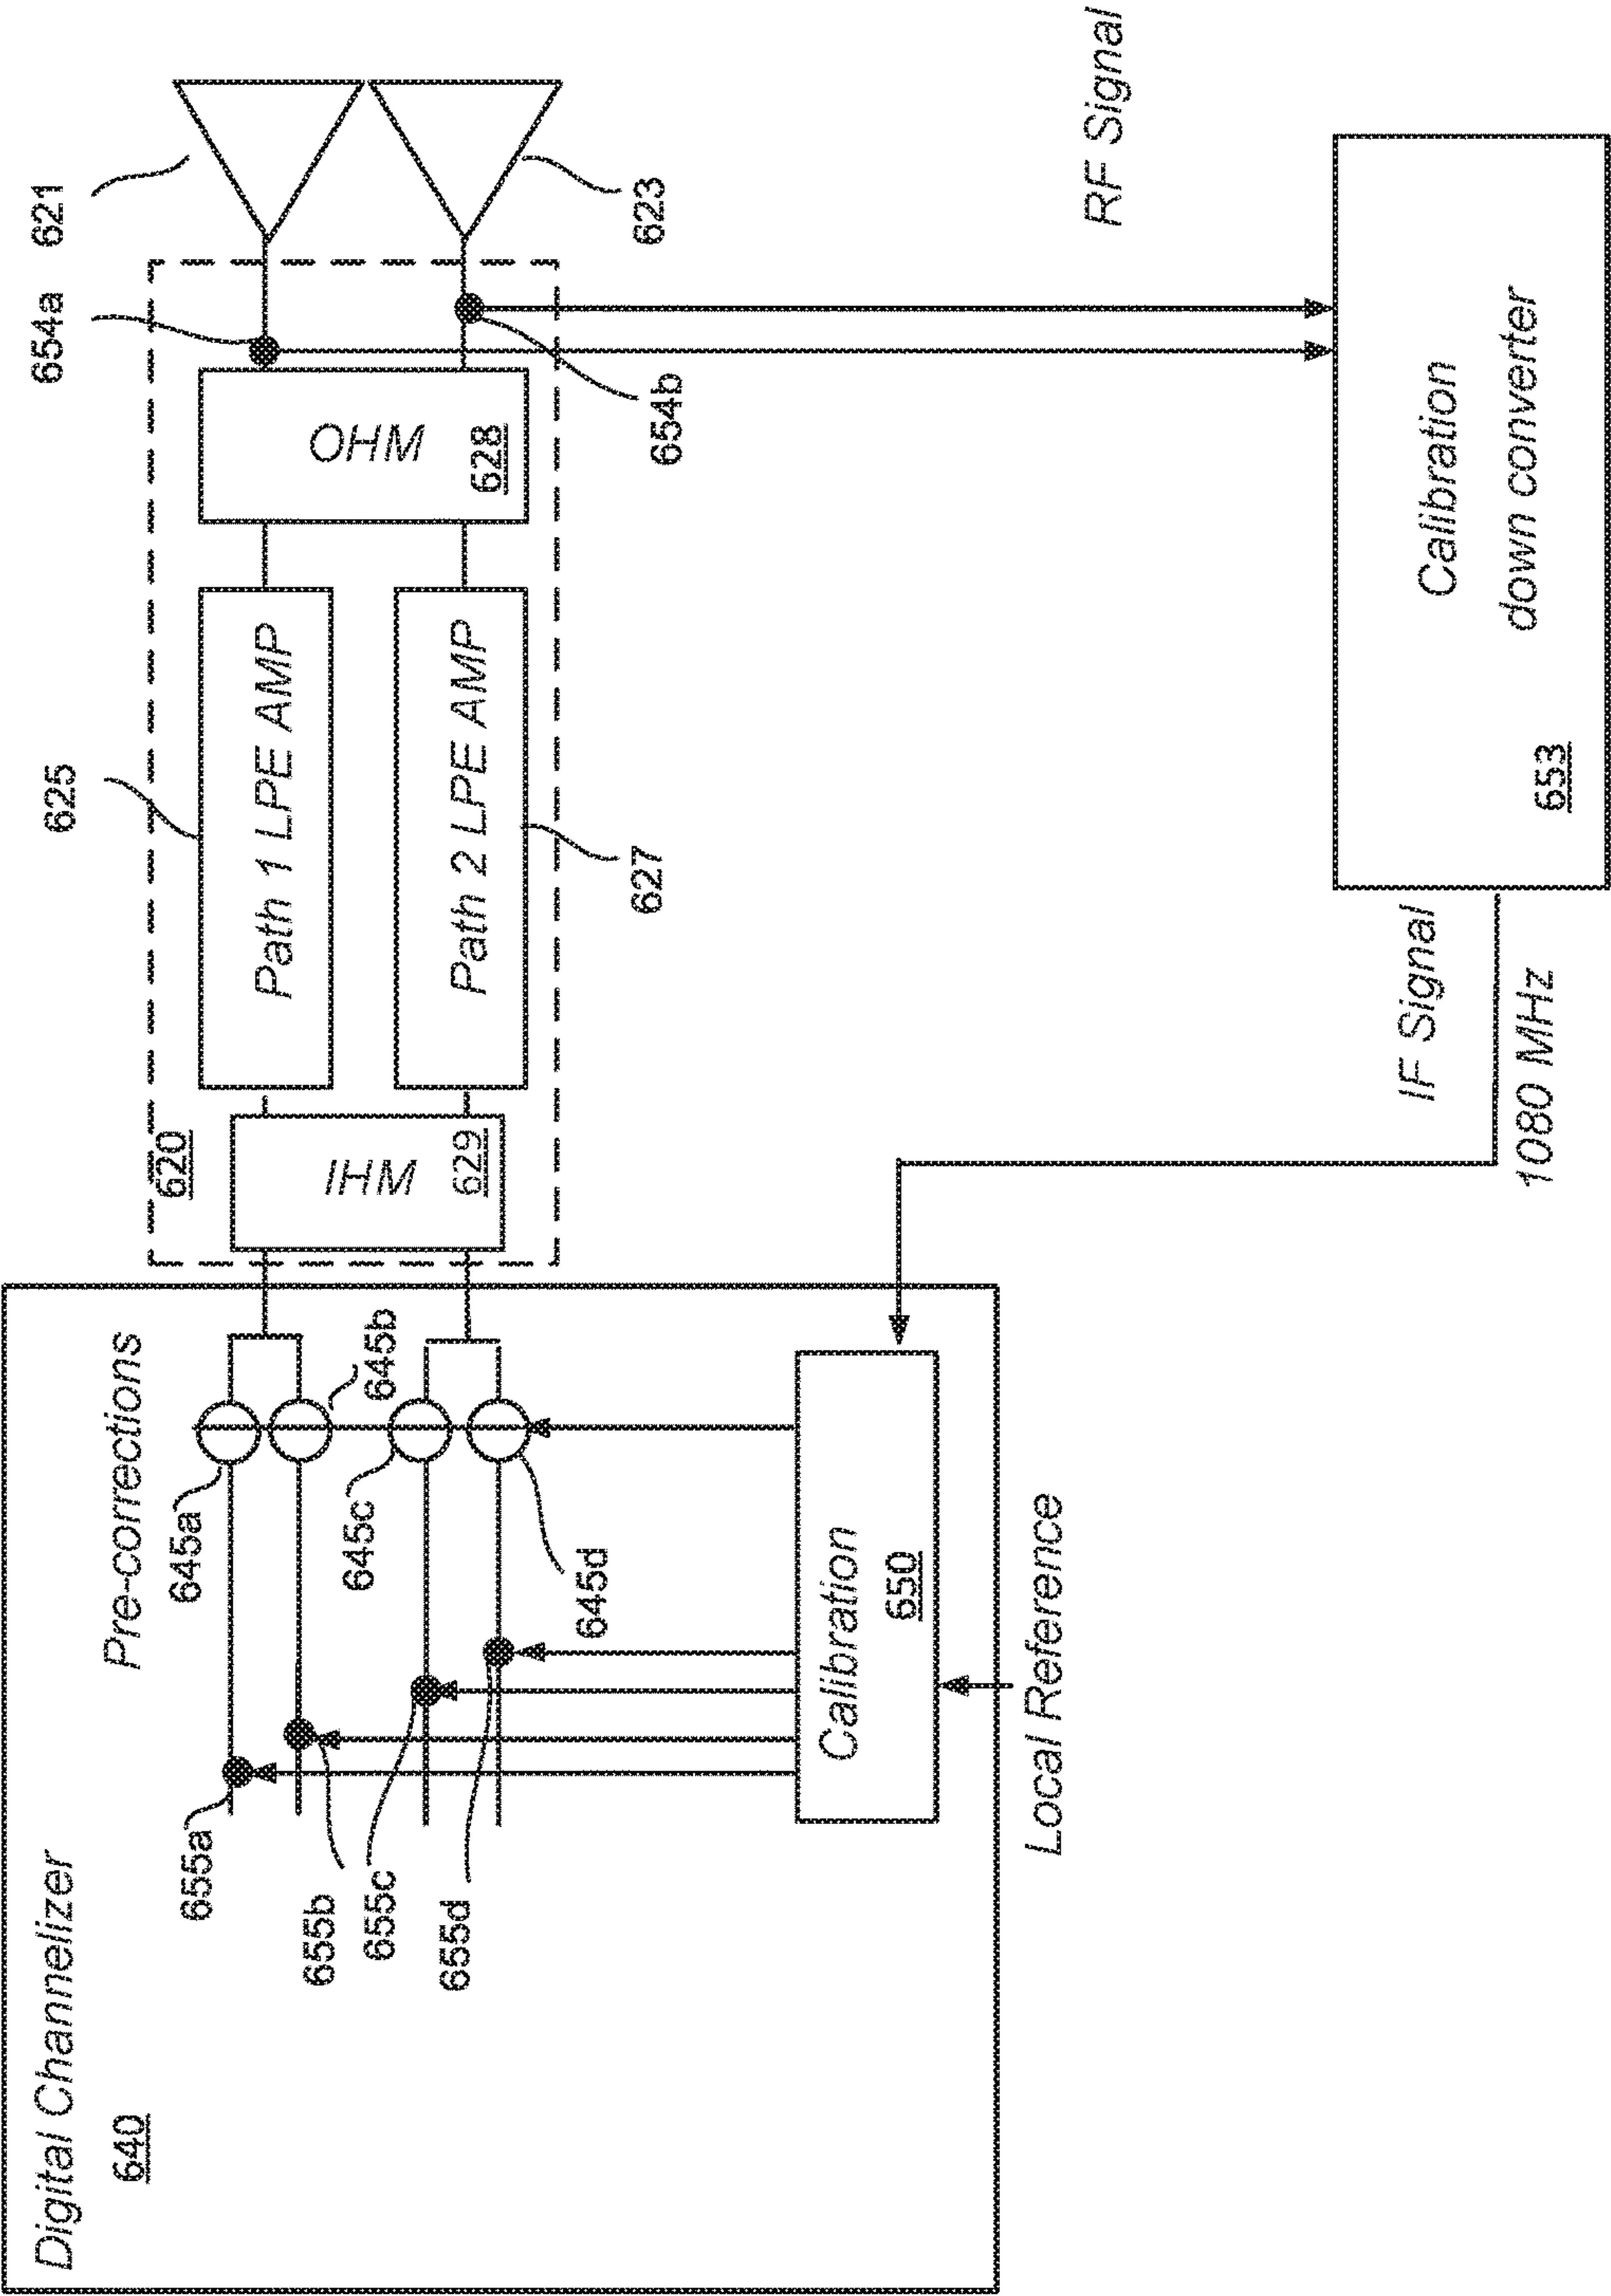 Digital Channelizer
640
Pre-corrections
645a
645b
645c
645d
655a
655b
655c
655d
Calibration
650
Local Reference
620
IHM
629
625
Path 1 LPE AMP
Path 2 LPE AMP
627
OHM
628
654a
654b
621
623
RF Signal
Calibration
down converter
653
IF Signal
1080 MHz